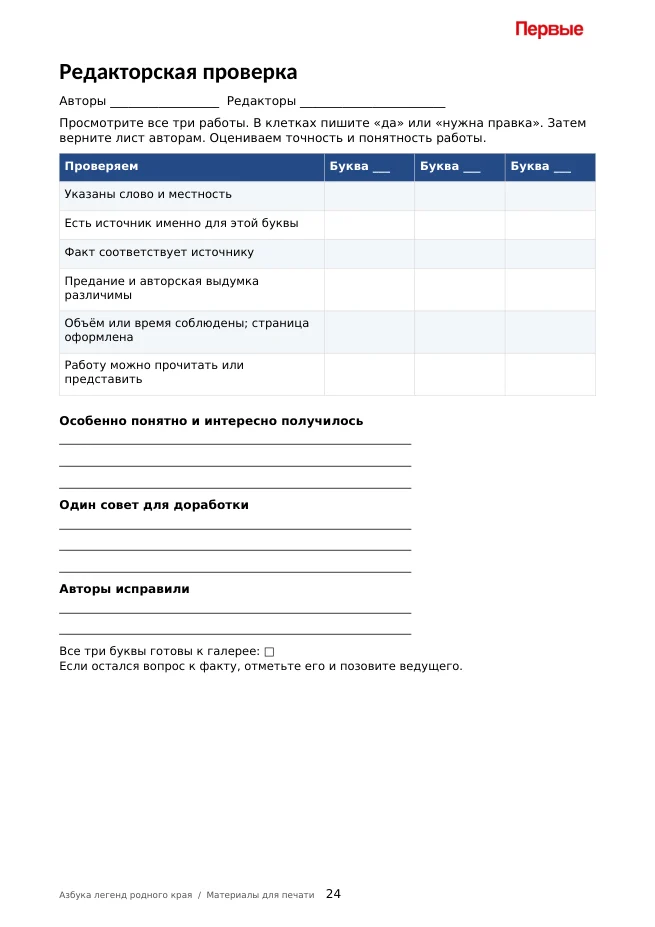 Первые
Редакторская проверка
Авторы __________________ Редакторы ________________________
Просмотрите все три работы. В клетках пишите «да» или «нужна правка». Затем
верните лист авторам. Оцениваем точность и понятность работы.
Проверяем Буква ___ Буква ___ Буква ___
Указаны слово и местность
Есть источник именно для этой буквы
Факт соответствует источнику
Предание и авторская выдумка
различимы
Объём или время соблюдены; страница
оформлена
Работу можно прочитать или
представить
Особенно понятно и интересно получилось
Один совет для доработки
Авторы исправили
Все три буквы готовы к галерее: □
Если остался вопрос к факту, отметьте его и позовите ведущего.
Азбука легенд родного края / Материалы для печати 24